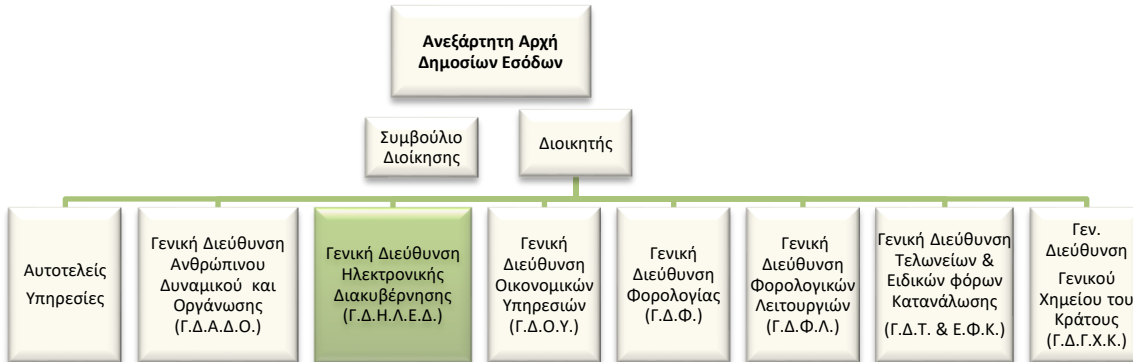 Ανεξάρτητη Αρχή
Δημοσίων Εσόδων
Συμβούλιο
Διοίκησης
Διοικητής
Αυτοτελείς
Υπηρεσίες
Γενική Διεύθυνση
Ανθρώπινου
Δυναμικού και
Οργάνωσης
(Γ.Δ.Α.Δ.Ο.)
Γενική Διεύθυνση
Ηλεκτρονικής
Διακυβέρνησης
(Γ.Δ.Η.Λ.Ε.Δ.)
Γενική
Διεύθυνση
Οικονομικών
Υπηρεσιών
(Γ.Δ.Ο.Υ.)
Γενική
Διεύθυνση
Φορολογίας
(Γ.Δ.Φ.)
Γενική
Διεύθυνση
Φορολογικών
Λειτουργιών
(Γ.Δ.Φ.Λ.)
Γενική Διεύθυνση
Τελωνείων &
Ειδικών φόρων
Κατανάλωσης
(Γ.Δ.Τ. & Ε.Φ.Κ.)
Γεν.
Διεύθυνση
Γενικού
Χημείου του
Κράτους
(Γ.Δ.Γ.Χ.Κ.)